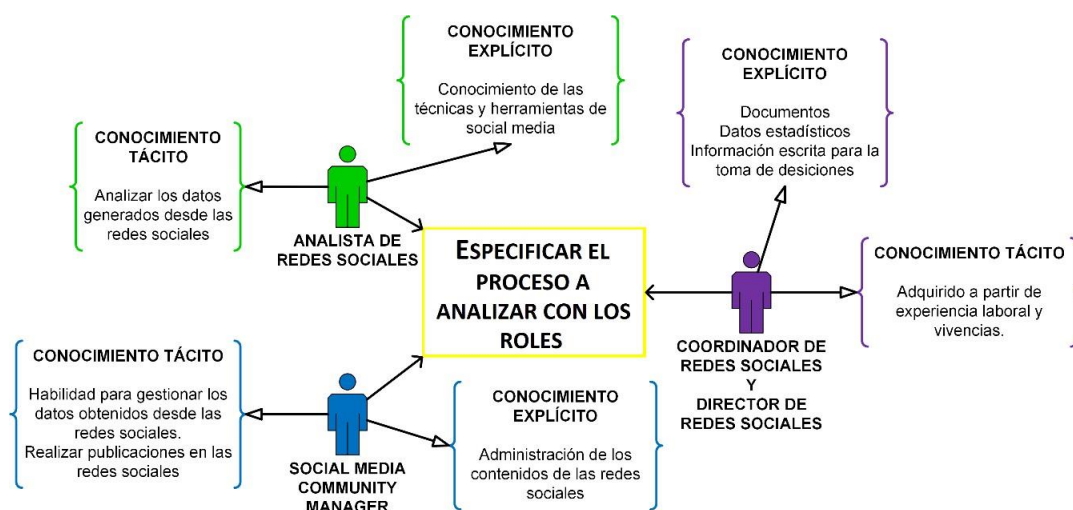 CONOCIMIENTO
EXPLÍCITO
Conocimiento de las
técnicas y herramientas de
social media
CONOCIMIENTO
EXPLÍCITO
Documentos
Datos estadísticos
Información escrita para la
toma de desiciones
CONOCIMIENTO
TÁCITO
Analizar los datos
generados desde las
redes sociales
ANALISTA DE
REDES SOCIALES
ESPECIFICAR EL
PROCESO A
ANALIZAR CON LOS
ROLES
CONOCIMIENTO TÁCITO
Adquirido a partir de
experiencia laboral y
vivencias.
COORDINADOR DE
REDES SOCIALES
Y
DIRECTOR DE
REDES SOCIALES
CONOCIMIENTO TÁCITO
Habilidad para gestionar los
datos obtenidos desde las
redes sociales.
Realizar publicaciones en las
redes sociales
SOCIAL MEDIA
COMMUNITY
MANAGER
CONOCIMIENTO
EXPLÍCITO
Administración de los
contenidos de las redes
sociales